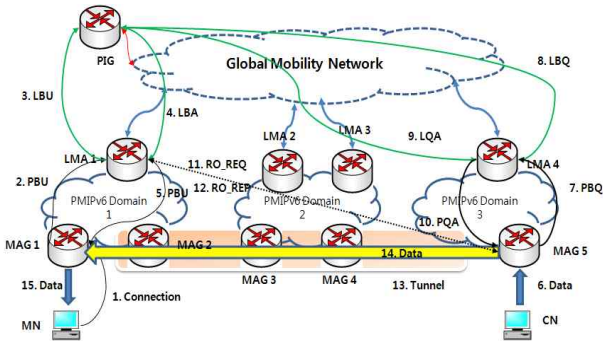 PIG
Global Mobility Network
8. LBQ
3. LBU
4. LBA
LMA 2
LMA 3
9. LQA
LMA 1
11. RO_REQ
LMA 4
2. PBU
5. PBU
12. RO_REP
7. PBQ
PMIPv6 Domain
1
PMIPv6 Domain
2
PMIPv6 Domain
3
10. PQA
MAG 1
MAG 2
MAG 5
14. Data
MAG 3
MAG 4
13. Tunnel
15. Data
1. Connection
6. Data
MN
CN